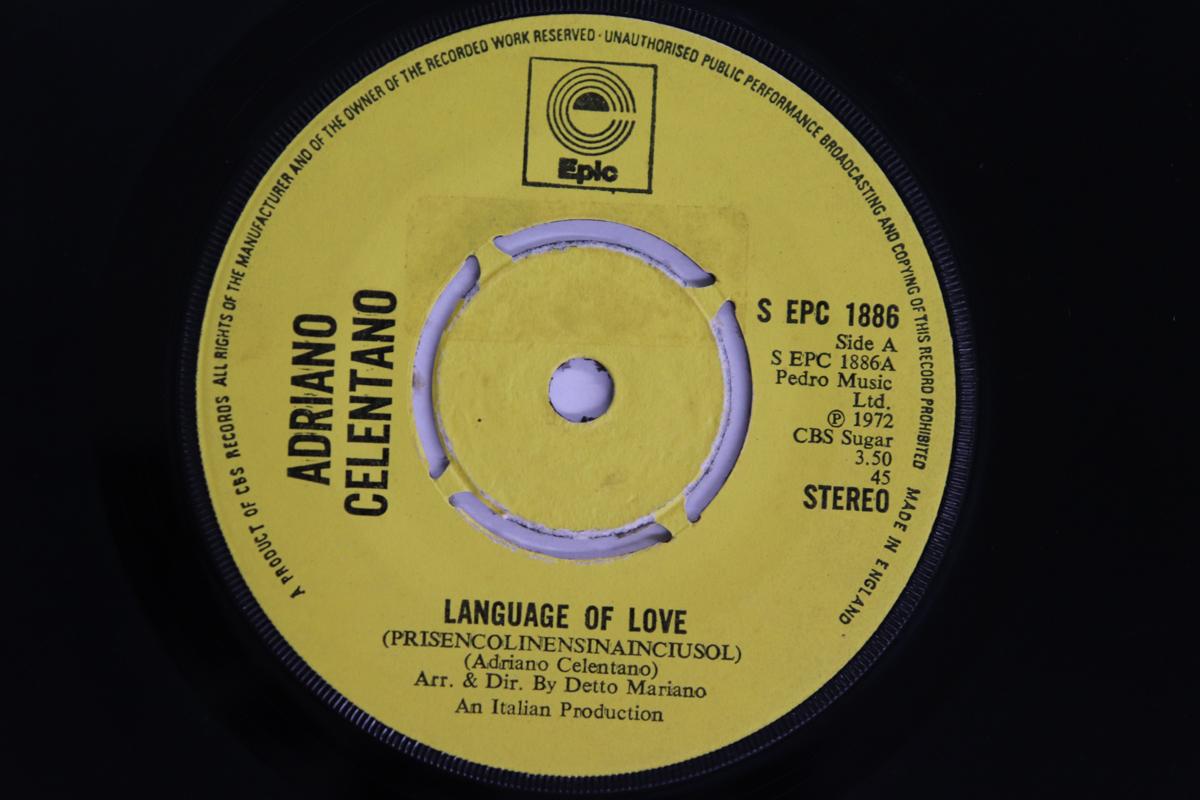 A PRODUCT OF CBS RECORDS ALL RIGHTS OF THE MANUFACTURER AND OF THE OWNER OF THE RECORDED WORK RESERVED · UNAUTHORISED PUBLIC PERFORMANCE BROADCASTING AND COPYING OF THIS RECORD PROHIBITED MADE IN ENGLAND
Epic
ADRIANO
CELENTANO
S EPC 1886
Side A
S EPC 1886A
Pedro Music
Ltd.
℗ 1972
CBS Sugar
3.50
45
STEREO
LANGUAGE OF LOVE
(PRISENCOLINENSINAINCIUSOL)
(Adriano Celentano)
Arr. & Dir. By Detto Mariano
An Italian Production